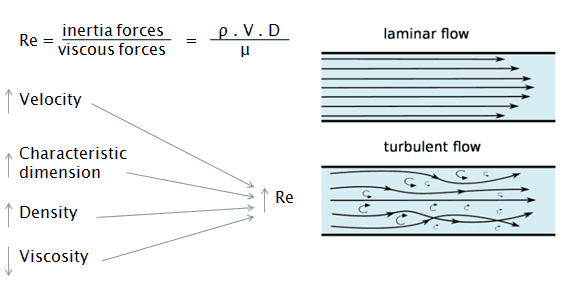 Re = inertia forces / viscous forces = ρ . V . D / μ
↑ Velocity
↑ Characteristic
dimension
↑ Density
↓ Viscosity
↑ Re
laminar flow
turbulent flow